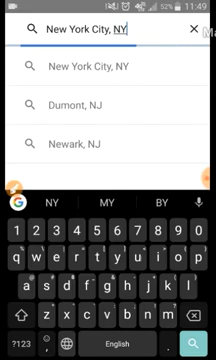 52% 11:49
New York City, NY
New York City, NY
Dumont, NJ
Newark, NJ
NY MY BY
1 2 3 4 5 6 7 8 9 0
q w e r t y u i o p
a s d f g h j k l
z x c v b n m
?123 , English .